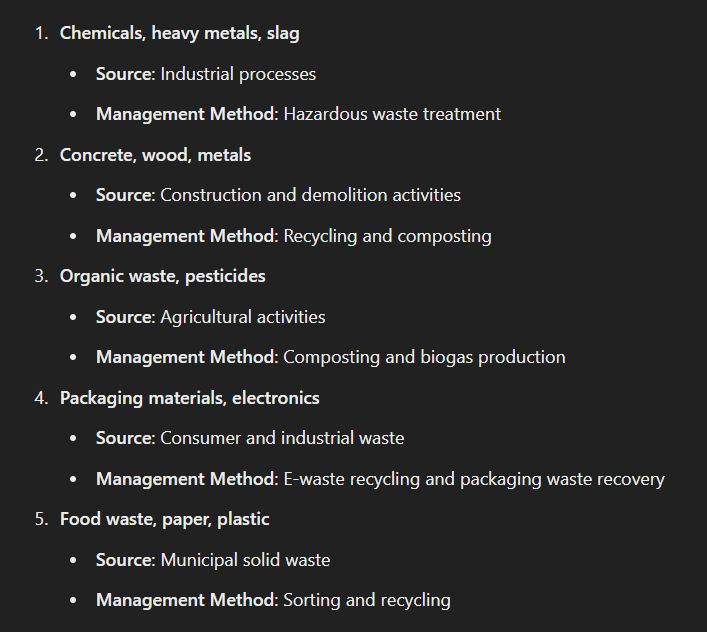 1. Chemicals, heavy metals, slag
• Source: Industrial processes
• Management Method: Hazardous waste treatment
2. Concrete, wood, metals
• Source: Construction and demolition activities
• Management Method: Recycling and composting
3. Organic waste, pesticides
• Source: Agricultural activities
• Management Method: Composting and biogas production
4. Packaging materials, electronics
• Source: Consumer and industrial waste
• Management Method: E-waste recycling and packaging waste recovery
5. Food waste, paper, plastic
• Source: Municipal solid waste
• Management Method: Sorting and recycling